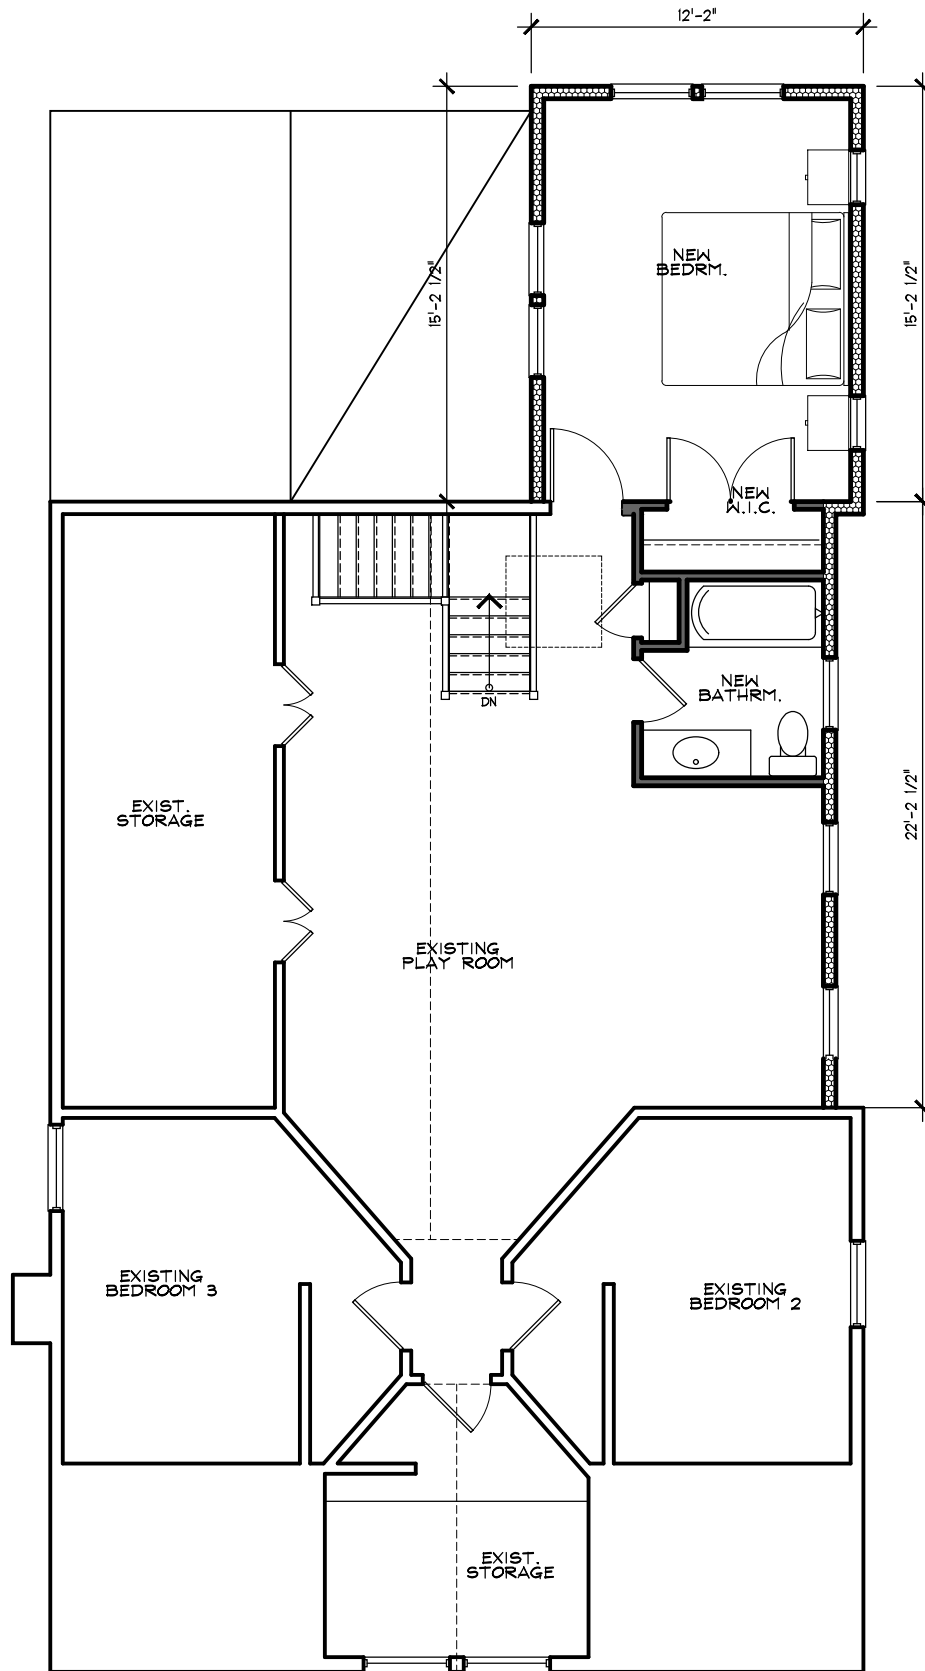 12'-2"
15'-2 1/2"
15'-2 1/2"
NEW
BEDRM.
NEW
W.I.C.
NEW
BATHRM.
DN
22'-2 1/2"
EXIST.
STORAGE
EXISTING
PLAY ROOM
EXISTING
BEDROOM 3
EXISTING
BEDROOM 2
EXIST.
STORAGE